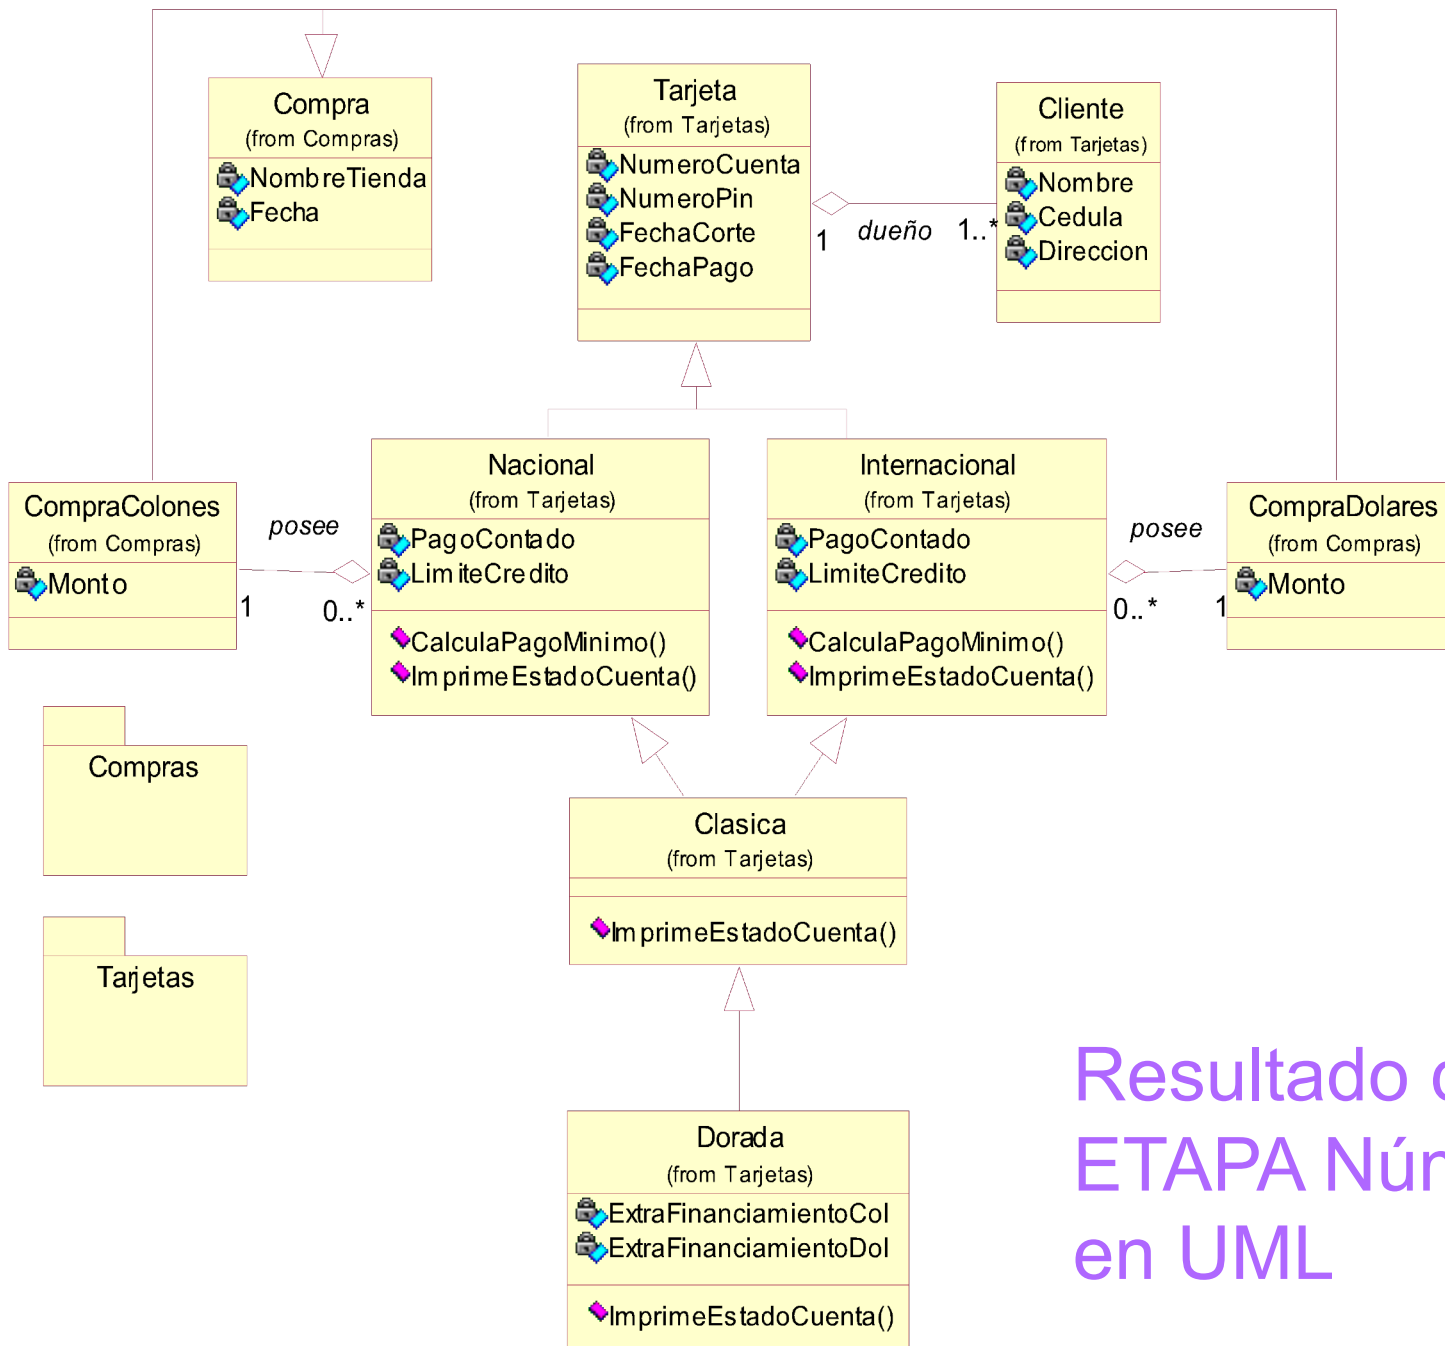 Compra
(from Compras)
NombreTienda
Fecha
Tarjeta
(from Tarjetas)
NumeroCuenta
NumeroPin
FechaCorte
FechaPago
1
dueño
1..*
Cliente
(from Tarjetas)
Nombre
Cedula
Direccion
CompraColones
(from Compras)
Monto
posee
1
0..*
Nacional
(from Tarjetas)
PagoContado
LimiteCredito
CalculaPagoMinimo()
ImprimeEstadoCuenta()
Internacional
(from Tarjetas)
PagoContado
LimiteCredito
CalculaPagoMinimo()
ImprimeEstadoCuenta()
posee
0..*
1
CompraDolares
(from Compras)
Monto
Compras
Tarjetas
Clasica
(from Tarjetas)
ImprimeEstadoCuenta()
Dorada
(from Tarjetas)
ExtraFinanciamientoCol
ExtraFinanciamientoDol
ImprimeEstadoCuenta()
Resultado
ETAPA
en UML